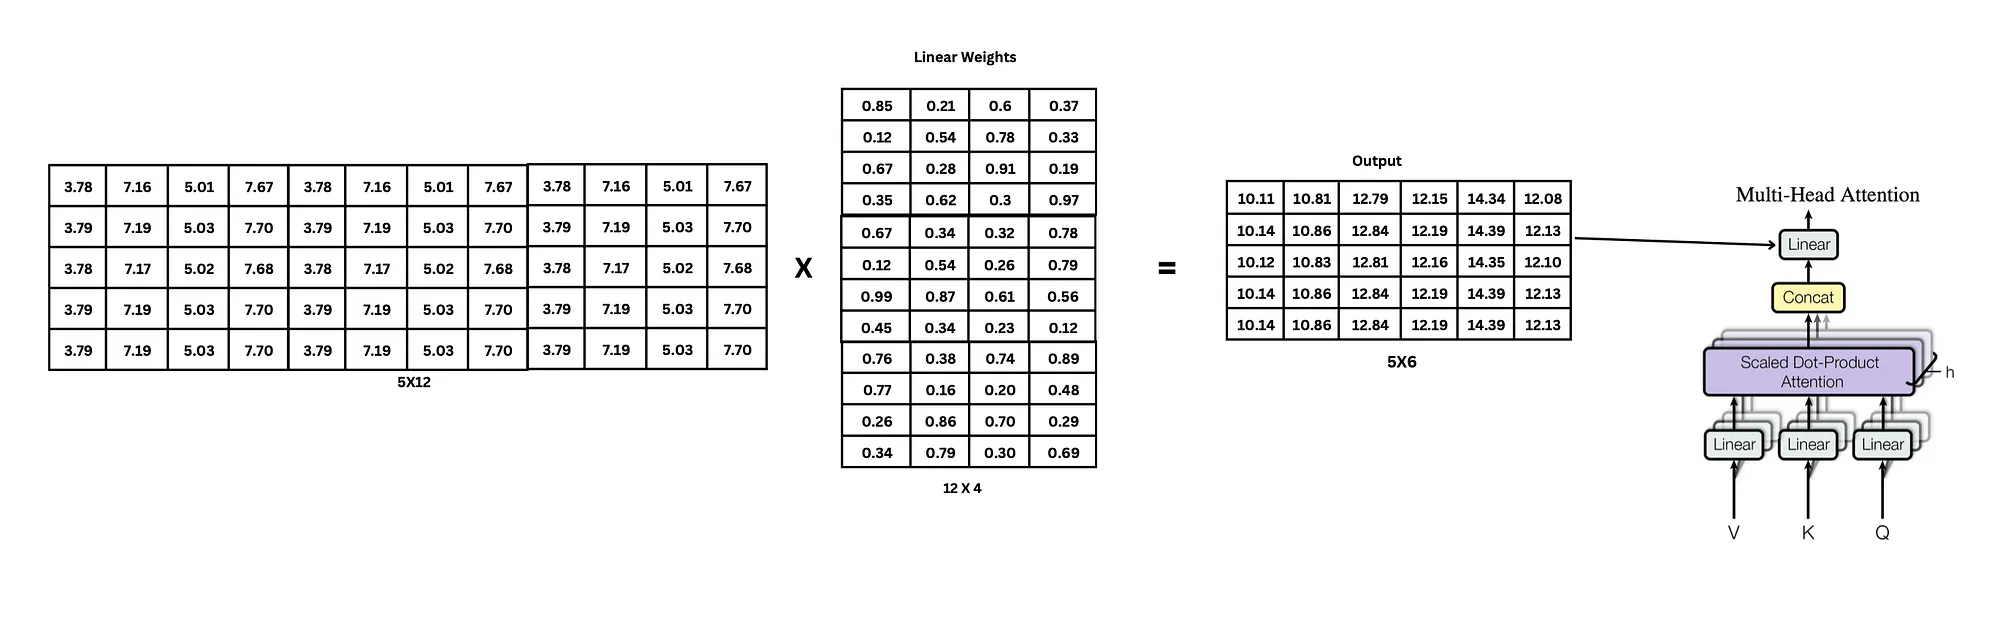 Linear Weights
0.85 0.21 0.6 0.37
0.12 0.54 0.78 0.33
0.67 0.28 0.91 0.19
0.35 0.62 0.3 0.97
0.67 0.34 0.32 0.78
0.12 0.54 0.26 0.79
0.99 0.87 0.61 0.56
0.45 0.34 0.23 0.12
0.76 0.38 0.74 0.89
0.77 0.16 0.20 0.48
0.26 0.86 0.70 0.29
0.34 0.79 0.30 0.69
12 X 4
3.78 7.16 5.01 7.67 3.78 7.16 5.01 7.67 3.78 7.16 5.01 7.67
3.79 7.19 5.03 7.70 3.79 7.19 5.03 7.70 3.79 7.19 5.03 7.70
3.78 7.17 5.02 7.68 3.78 7.17 5.02 7.68 3.78 7.17 5.02 7.68
3.79 7.19 5.03 7.70 3.79 7.19 5.03 7.70 3.79 7.19 5.03 7.70
3.79 7.19 5.03 7.70 3.79 7.19 5.03 7.70 3.79 7.19 5.03 7.70
5X12
X
=
Output
10.11 10.81 12.79 12.15 14.34 12.08
10.14 10.86 12.84 12.19 14.39 12.13
10.12 10.83 12.81 12.16 14.35 12.10
10.14 10.86 12.84 12.19 14.39 12.13
10.14 10.86 12.84 12.19 14.39 12.13
5X6
Multi-Head Attention
Linear
Concat
Scaled Dot-Product
Attention
h
Linear Linear Linear
V K Q